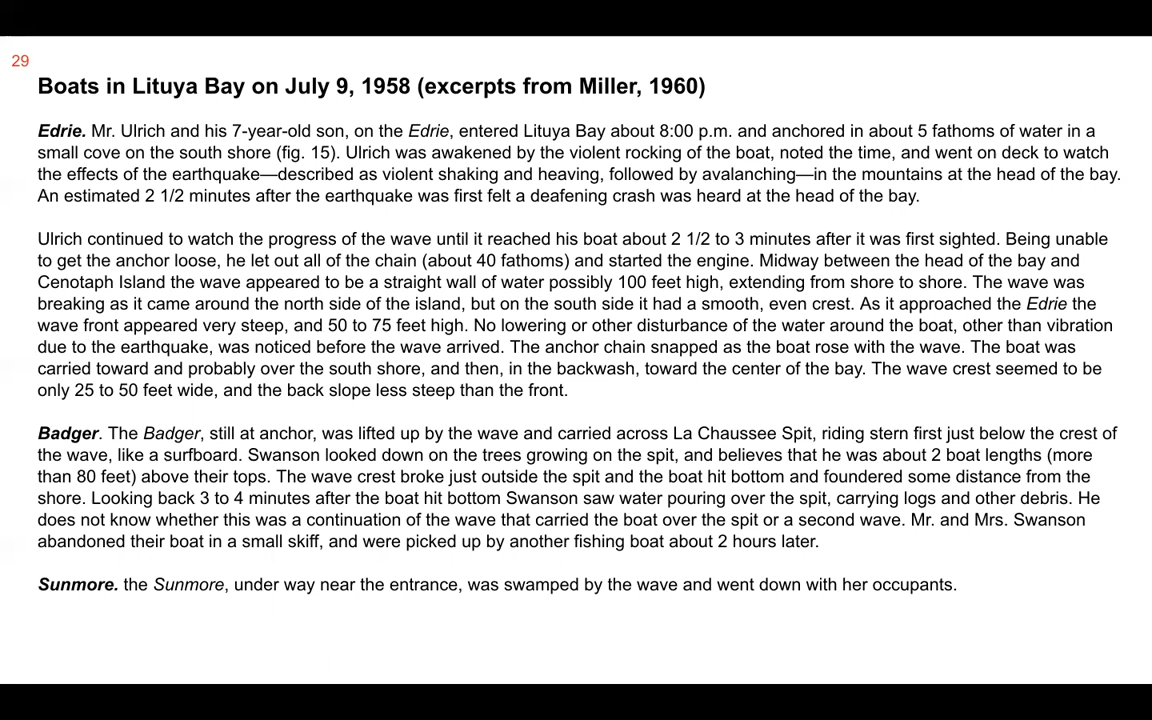 29
Boats in Lituya Bay on July 9, 1958 (excerpts from Miller, 1960)
Edrie. Mr. Ulrich and his 7-year-old son, on the Edrie, entered Lituya Bay about 8:00 p.m. and anchored in about 5 fathoms of water in a
small cove on the south shore (fig. 15). Ulrich was awakened by the violent rocking of the boat, noted the time, and went on deck to watch
the effects of the earthquake—described as violent shaking and heaving, followed by avalanching—in the mountains at the head of the bay.
An estimated 2 1/2 minutes after the earthquake was first felt a deafening crash was heard at the head of the bay.
Ulrich continued to watch the progress of the wave until it reached his boat about 2 1/2 to 3 minutes after it was first sighted. Being unable
to get the anchor loose, he let out all of the chain (about 40 fathoms) and started the engine. Midway between the head of the bay and
Cenotaph Island the wave appeared to be a straight wall of water possibly 100 feet high, extending from shore to shore. The wave was
breaking as it came around the north side of the island, but on the south side it had a smooth, even crest. As it approached the Edrie the
wave front appeared very steep, and 50 to 75 feet high. No lowering or other disturbance of the water around the boat, other than vibration
due to the earthquake, was noticed before the wave arrived. The anchor chain snapped as the boat rose with the wave. The boat was
carried toward and probably over the south shore, and then, in the backwash, toward the center of the bay. The wave crest seemed to be
only 25 to 50 feet wide, and the back slope less steep than the front.
Badger. The Badger, still at anchor, was lifted up by the wave and carried across La Chaussee Spit, riding stern first just below the crest of
the wave, like a surfboard. Swanson looked down on the trees growing on the spit, and believes that he was about 2 boat lengths (more
than 80 feet) above their tops. The wave crest broke just outside the spit and the boat hit bottom and foundered some distance from the
shore. Looking back 3 to 4 minutes after the boat hit bottom Swanson saw water pouring over the spit, carrying logs and other debris. He
does not know whether this was a continuation of the wave that carried the boat over the spit or a second wave. Mr. and Mrs. Swanson
abandoned their boat in a small skiff, and were picked up by another fishing boat about 2 hours later.
Sunmore. the Sunmore, under way near the entrance, was swamped by the wave and went down with her occupants.